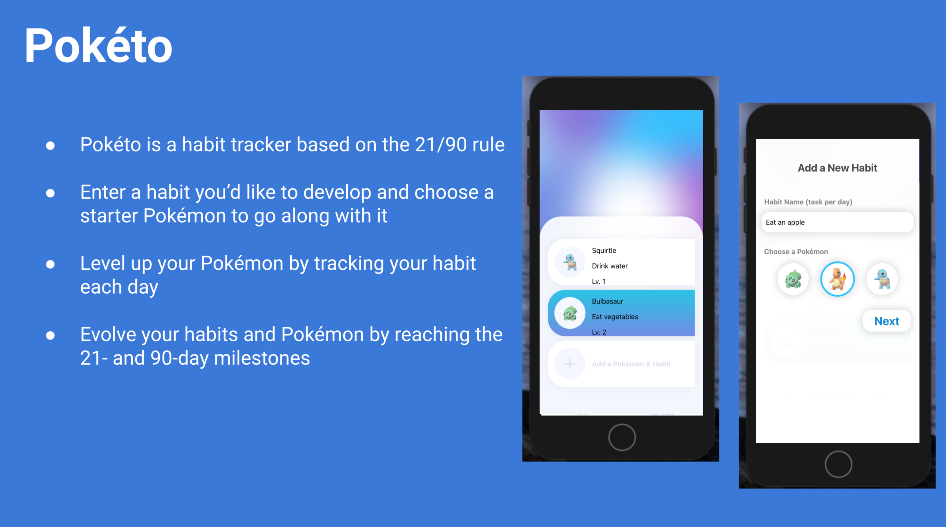 Pokéto
● Pokéto is a habit tracker based on the 21/90 rule
● Enter a habit you’d like to develop and choose a
starter Pokémon to go along with it
● Level up your Pokémon by tracking your habit
each day
● Evolve your habits and Pokémon by reaching the
21- and 90-day milestones
Squirtle
Drink water
Lv. 1
Bulbasaur
Eat vegetables
Lv. 2
+ Add a Pokémon & Habit
Add a New Habit
Habit Name (task per day)
Eat an apple
Choose a Pokémon
Next